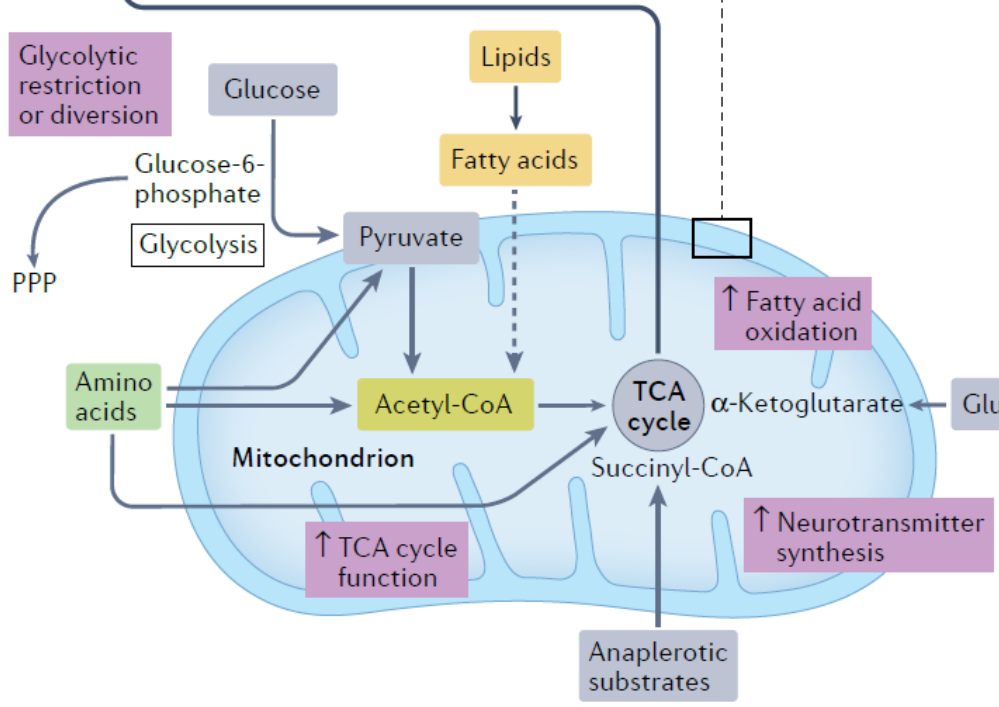 Glycolytic
restriction
or diversion
Glucose
Lipids
Fatty acids
Glucose-6-
phosphate
Glycolysis
PPP
Pyruvate
↑ Fatty acid
oxidation
Amino
acids
Acetyl-CoA
TCA
cycle
α-Ketoglutarate
Glu
Mitochondrion
Succinyl-CoA
↑ TCA cycle
function
↑ Neurotransmitter
synthesis
Anaplerotic
substrates